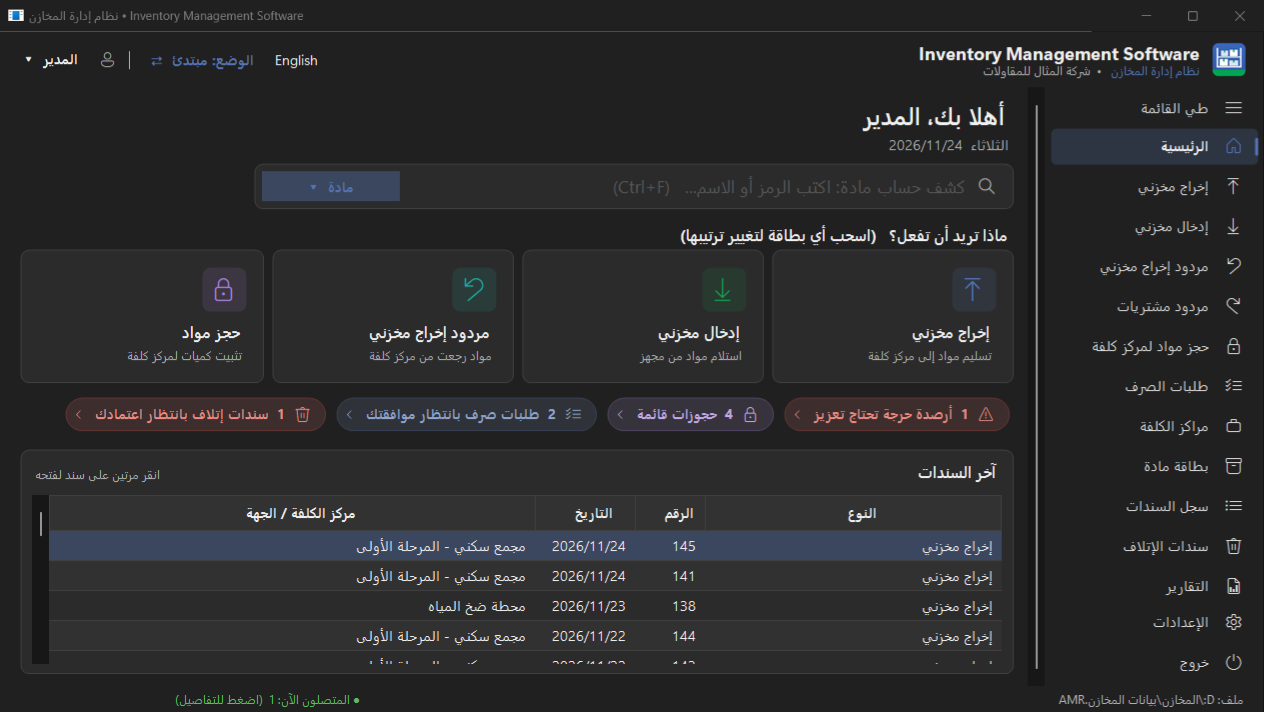 نظام إدارة المخازن • Inventory Management Software
Inventory Management Software
نظام إدارة المخازن • شركة المثال للمقاولات
English
الوضع: مبتدئ
المدير
طي القائمة
الرئيسية
إخراج مخزني
إدخال مخزني
مردود إخراج مخزني
مردود مشتريات
حجز مواد لمركز كلفة
طلبات الصرف
مراكز الكلفة
بطاقة مادة
سجل السندات
سندات الإتلاف
التقارير
الإعدادات
خروج
أهلا بك، المدير
الثلاثاء 2026/11/24
كشف حساب مادة: اكتب الرمز أو الاسم... (Ctrl+F)
مادة
ماذا تريد أن تفعل؟ (اسحب أي بطاقة لتغيير ترتيبها)
إخراج مخزني
تسليم مواد إلى مركز كلفة
إدخال مخزني
استلام مواد من مجهز
مردود إخراج مخزني
مواد رجعت من مركز كلفة
حجز مواد
تثبيت كميات لمركز كلفة
1 أرصدة حرجة تحتاج تعزيز
4 حجوزات قائمة
2 طلبات صرف بانتظار موافقتك
1 سندات إتلاف بانتظار اعتمادك
آخر السندات
انقر مرتين على سند لفتحه
النوع الرقم التاريخ مركز الكلفة / الجهة
إخراج مخزني 145 2026/11/24 مجمع سكني - المرحلة الأولى
إخراج مخزني 141 2026/11/24 مجمع سكني - المرحلة الأولى
إخراج مخزني 138 2026/11/23 محطة ضخ المياه
إخراج مخزني 144 2026/11/22 مجمع سكني - المرحلة الأولى
ملف: D:\المخازن\بيانات المخازن.AMR
● المتصلون الآن: 1 (اضغط للتفاصيل)